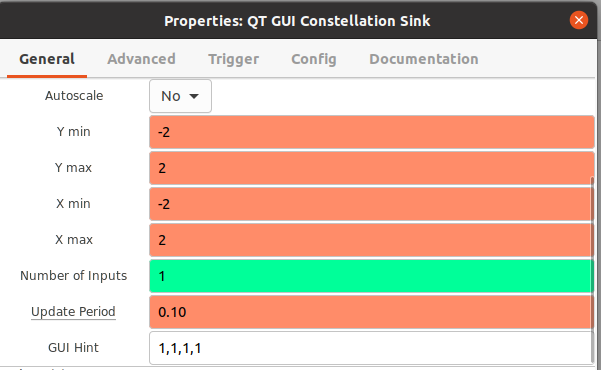 Properties: QT GUI Constellation Sink
General Advanced Trigger Config Documentation
Autoscale No
Y min -2
Y max 2
X min -2
X max 2
Number of Inputs 1
Update Period 0.10
GUI Hint 1,1,1,1